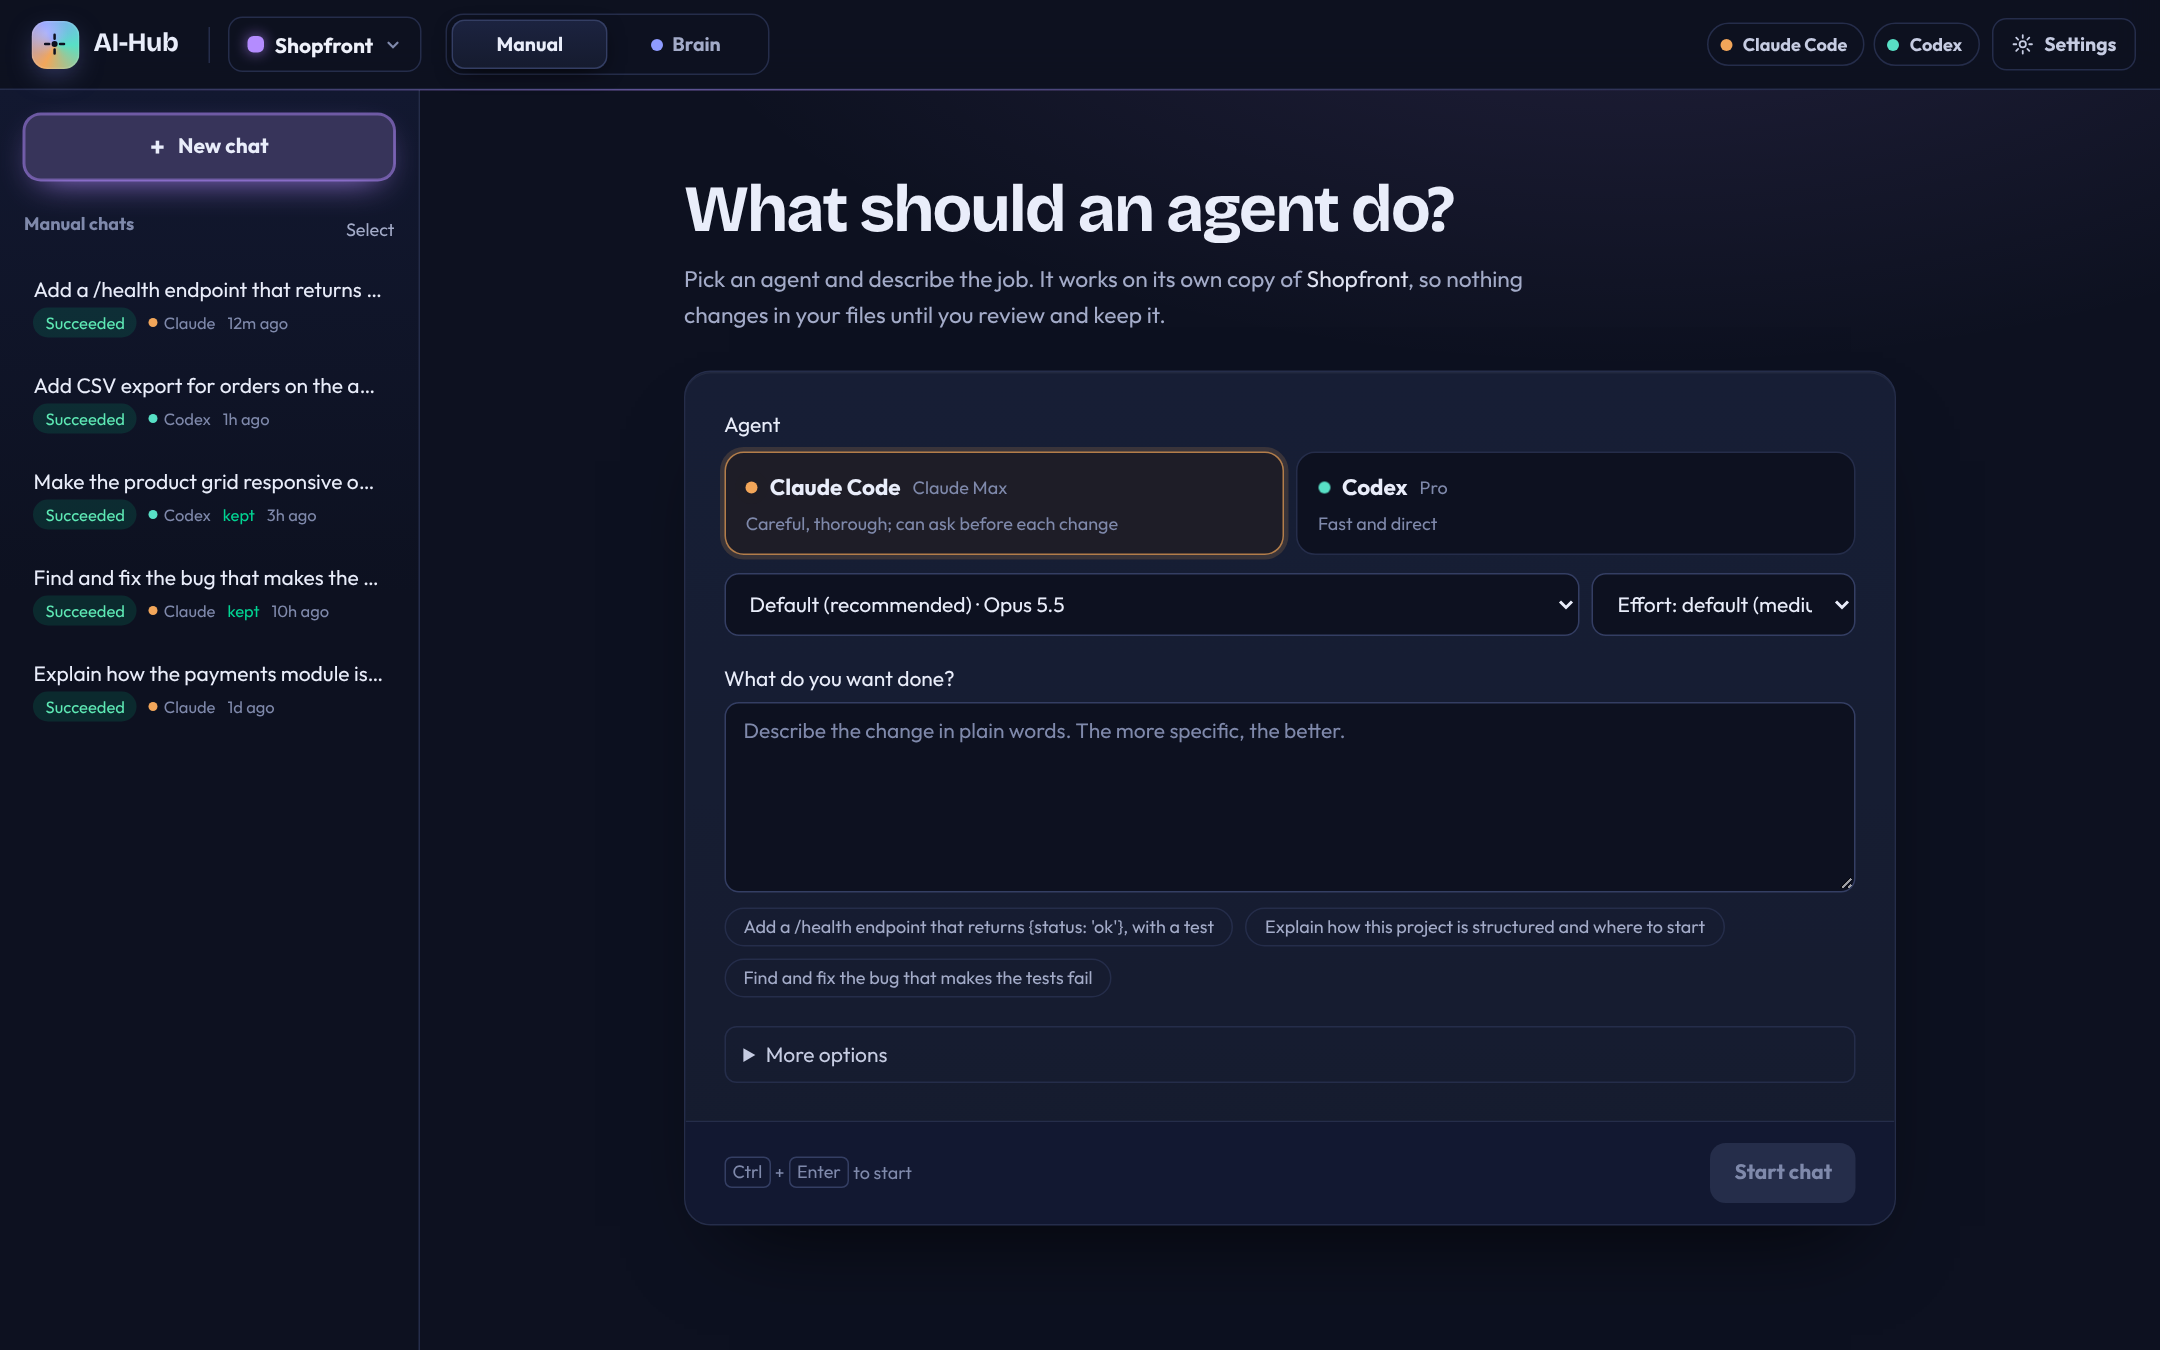 AI-Hub
Shopfront
Manual
Brain
Claude Code
Codex
Settings
+ New chat
Manual chats
Select
Add a /health endpoint that returns ...
Succeeded Claude 12m ago
Add CSV export for orders on the a...
Succeeded Codex 1h ago
Make the product grid responsive o...
Succeeded Codex kept 3h ago
Find and fix the bug that makes the ...
Succeeded Claude kept 10h ago
Explain how the payments module is...
Succeeded Claude 1d ago
What should an agent do?
Pick an agent and describe the job. It works on its own copy of Shopfront, so nothing
changes in your files until you review and keep it.
Agent
Claude Code Claude Max
Careful, thorough; can ask before each change
Codex Pro
Fast and direct
Default (recommended) · Opus 5.5
Effort: default (mediu
What do you want done?
Describe the change in plain words. The more specific, the better.
Add a /health endpoint that returns {status: 'ok'}, with a test
Explain how this project is structured and where to start
Find and fix the bug that makes the tests fail
More options
Ctrl + Enter to start
Start chat